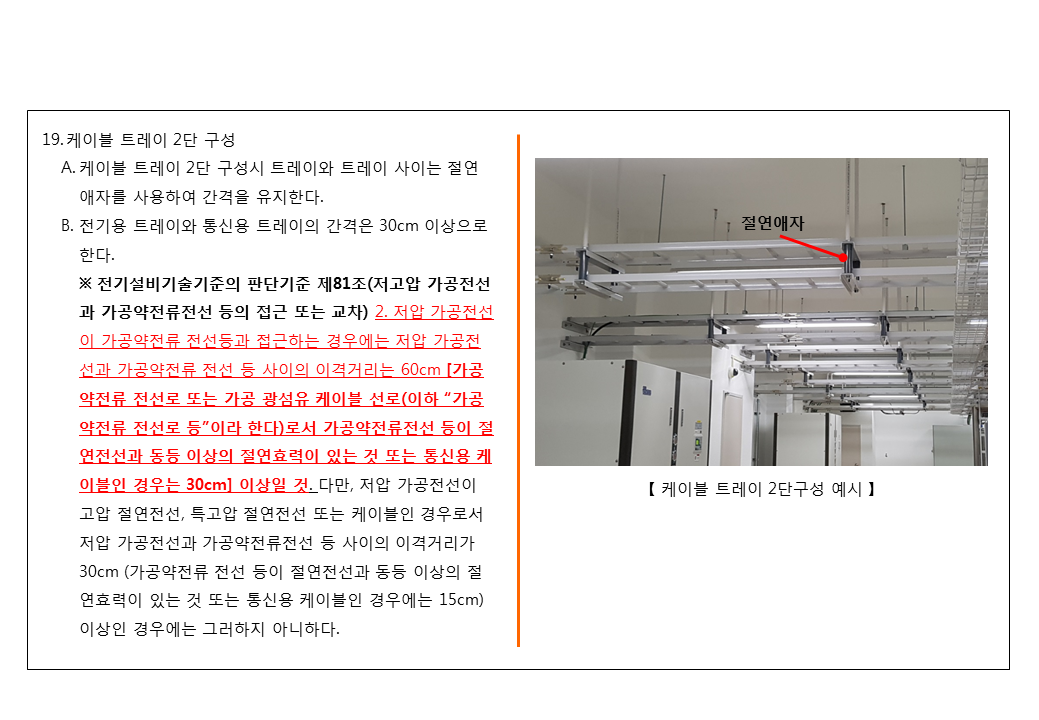 19. 케이블 트레이 2단 구성
A. 케이블 트레이 2단 구성시 트레이와 트레이 사이는 절연
애자를 사용하여 간격을 유지한다.
B. 전기용 트레이와 통신용 트레이의 간격은 30cm 이상으로
한다.
※ 전기설비기술기준의 판단기준 제81조(저고압 가공전선
과 가공약전류전선 등의 접근 또는 교차) 2. 저압 가공전선
이 가공약전류 전선등과 접근하는 경우에는 저압 가공전
선과 가공약전류 전선 등 사이의 이격거리는 60cm [가공
약전류 전선로 또는 가공 광섬유 케이블 선로(이하 “가공
약전류 전선로 등”이라 한다)로서 가공약전류전선 등이 절
연전선과 동등 이상의 절연효력이 있는 것 또는 통신용 케
이블인 경우는 30cm] 이상일 것. 다만, 저압 가공전선이
고압 절연전선, 특고압 절연전선 또는 케이블인 경우로서
저압 가공전선과 가공약전류전선 등 사이의 이격거리가
30cm (가공약전류 전선 등이 절연전선과 동등 이상의 절
연효력이 있는 것 또는 통신용 케이블인 경우에는 15cm)
이상인 경우에는 그러하지 아니하다.
절연애자
【 케이블 트레이 2단구성 예시 】